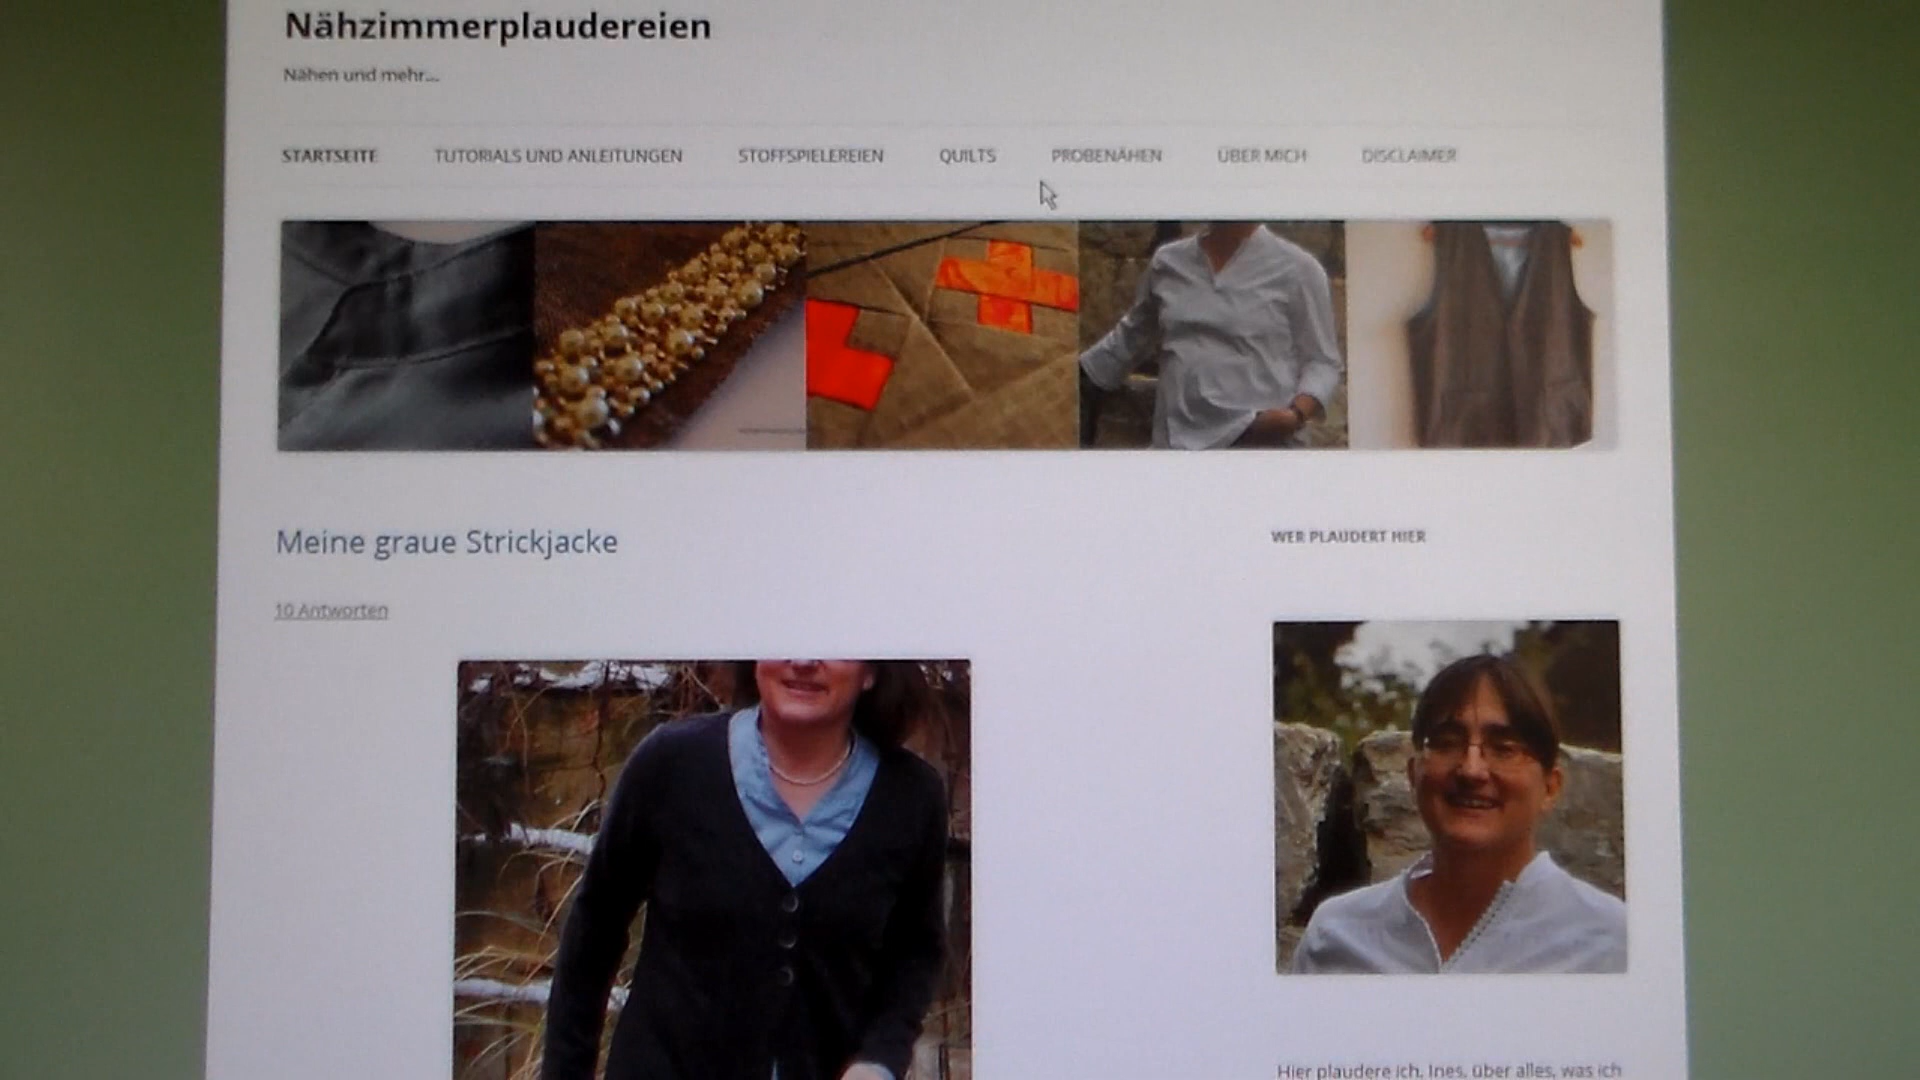 Nähzimmerplaudereien
Nähen und mehr...
STARTSEITE TUTORIALS UND ANLEITUNGEN STOFFSPIELEREIEN QUILTS PROBENÄHEN ÜBER MICH DISCLAIMER
Meine graue Strickjacke
10 Antworten
WER PLAUDERT HIER
Hier plaudere ich, Ines, über alles, was ich